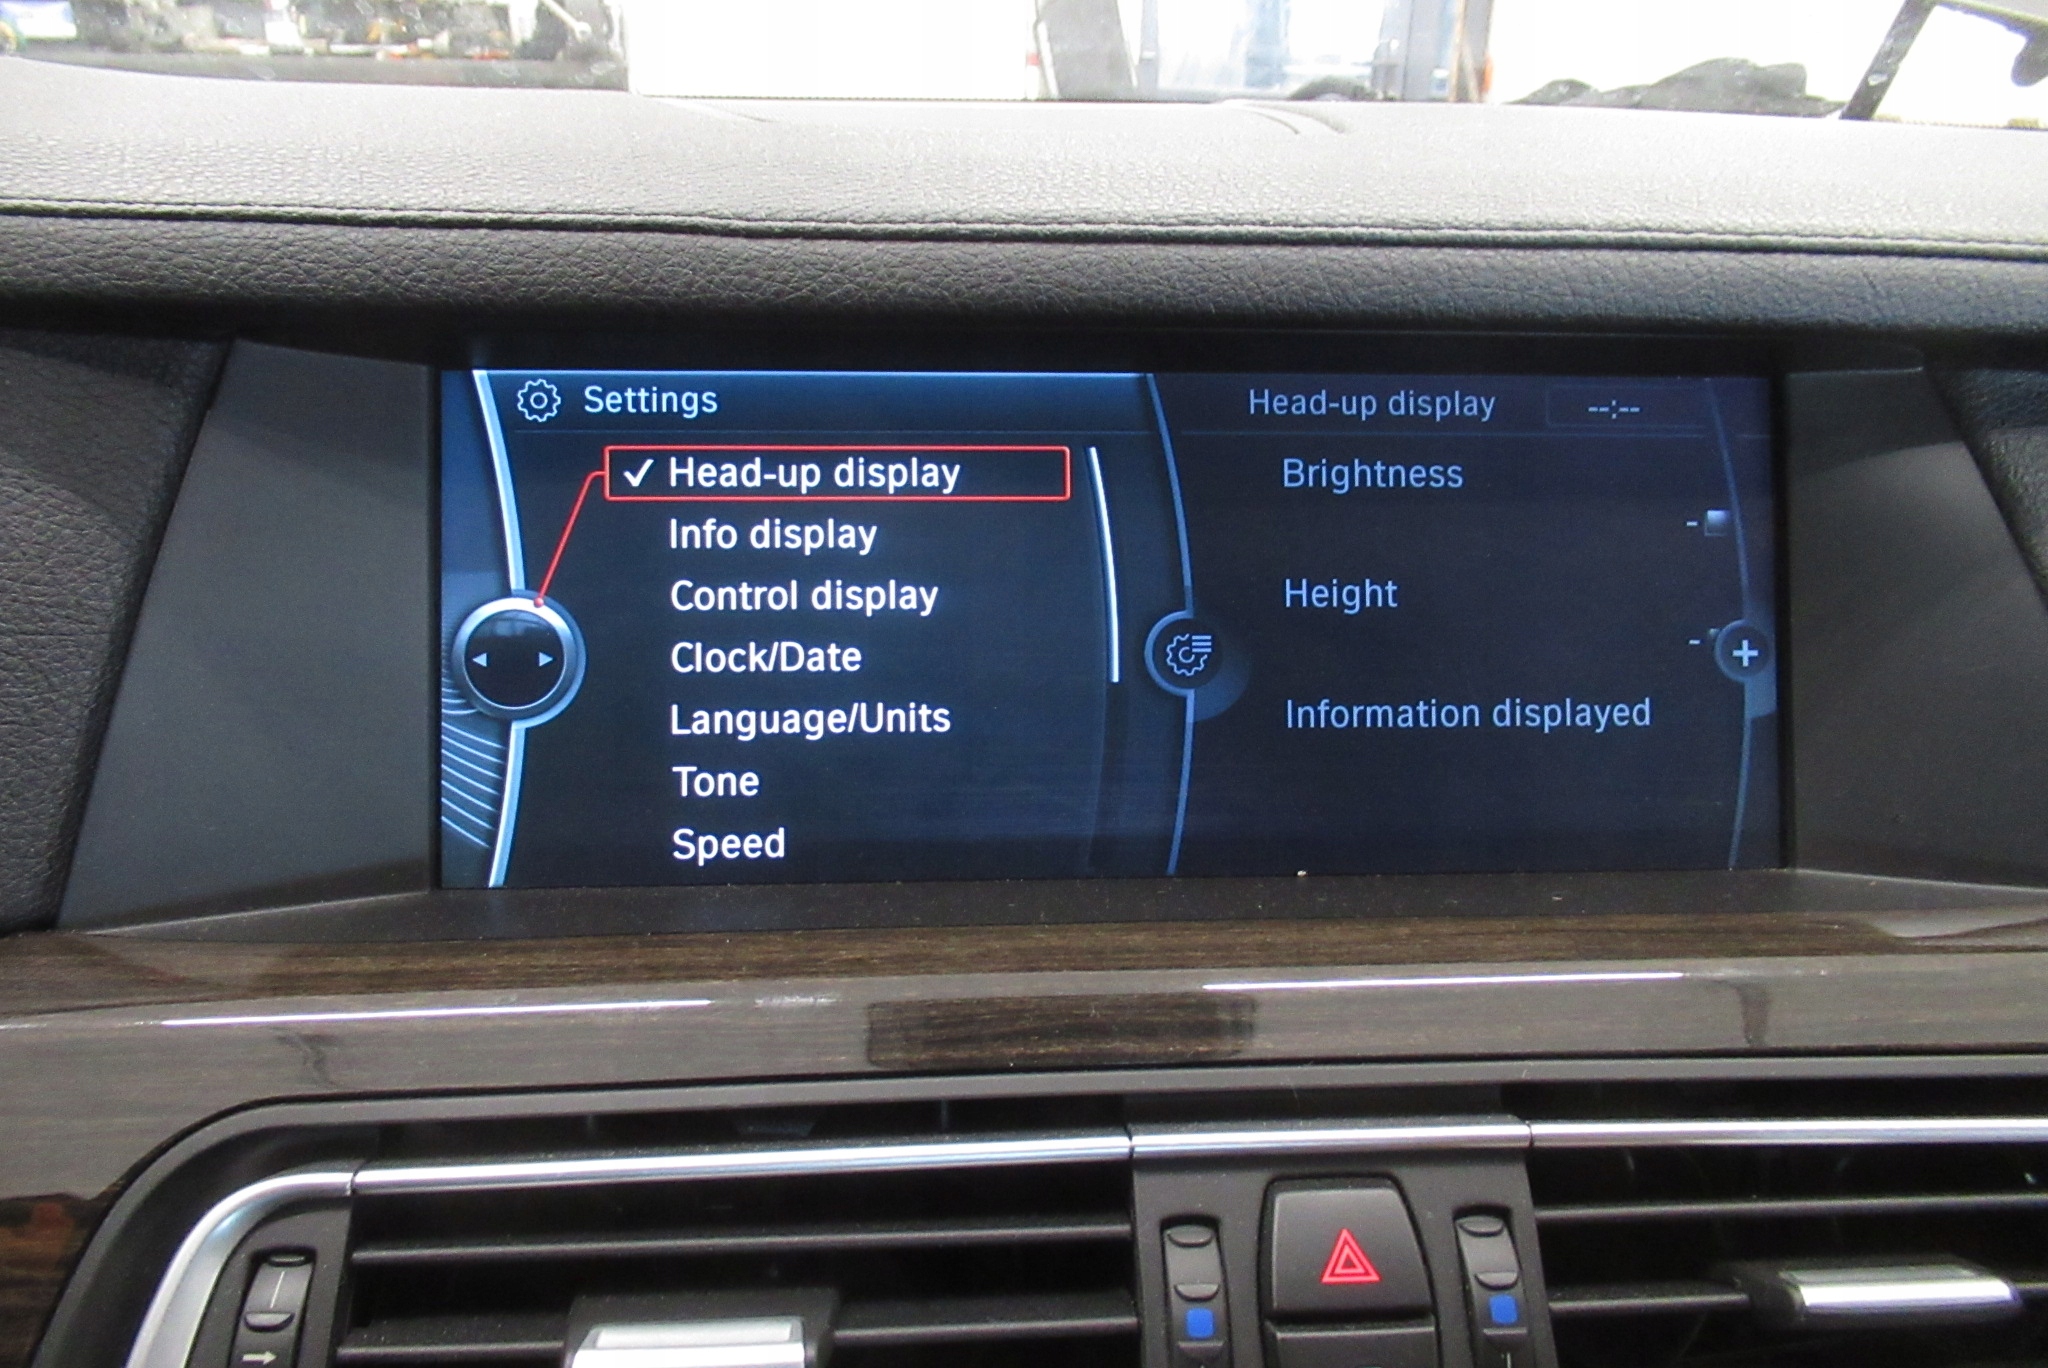 Settings
Head-up display
Info display
Control display
Clock/Date
Language/Units
Tone
Speed
Head-up display --:--
Brightness
-
Height
-
+
Information displayed